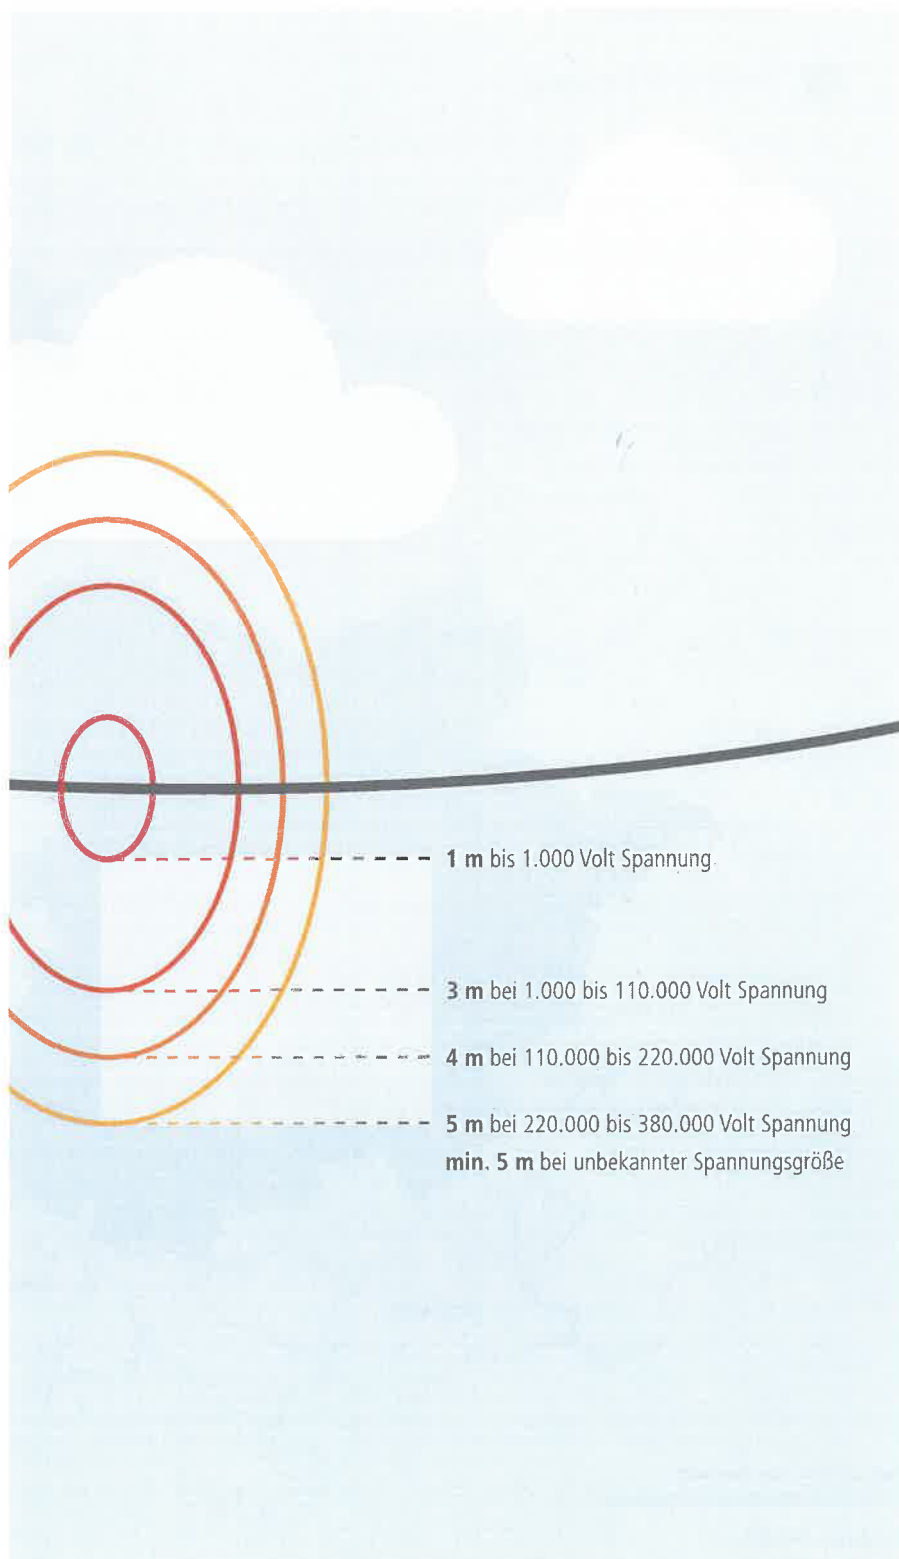 1 m bis 1.000 Volt Spannung
3 m bei 1.000 bis 110.000 Volt Spannung
4 m bei 110.000 bis 220.000 Volt Spannung
5 m bei 220.000 bis 380.000 Volt Spannung
min. 5 m bei unbekannter Spannungsgröße